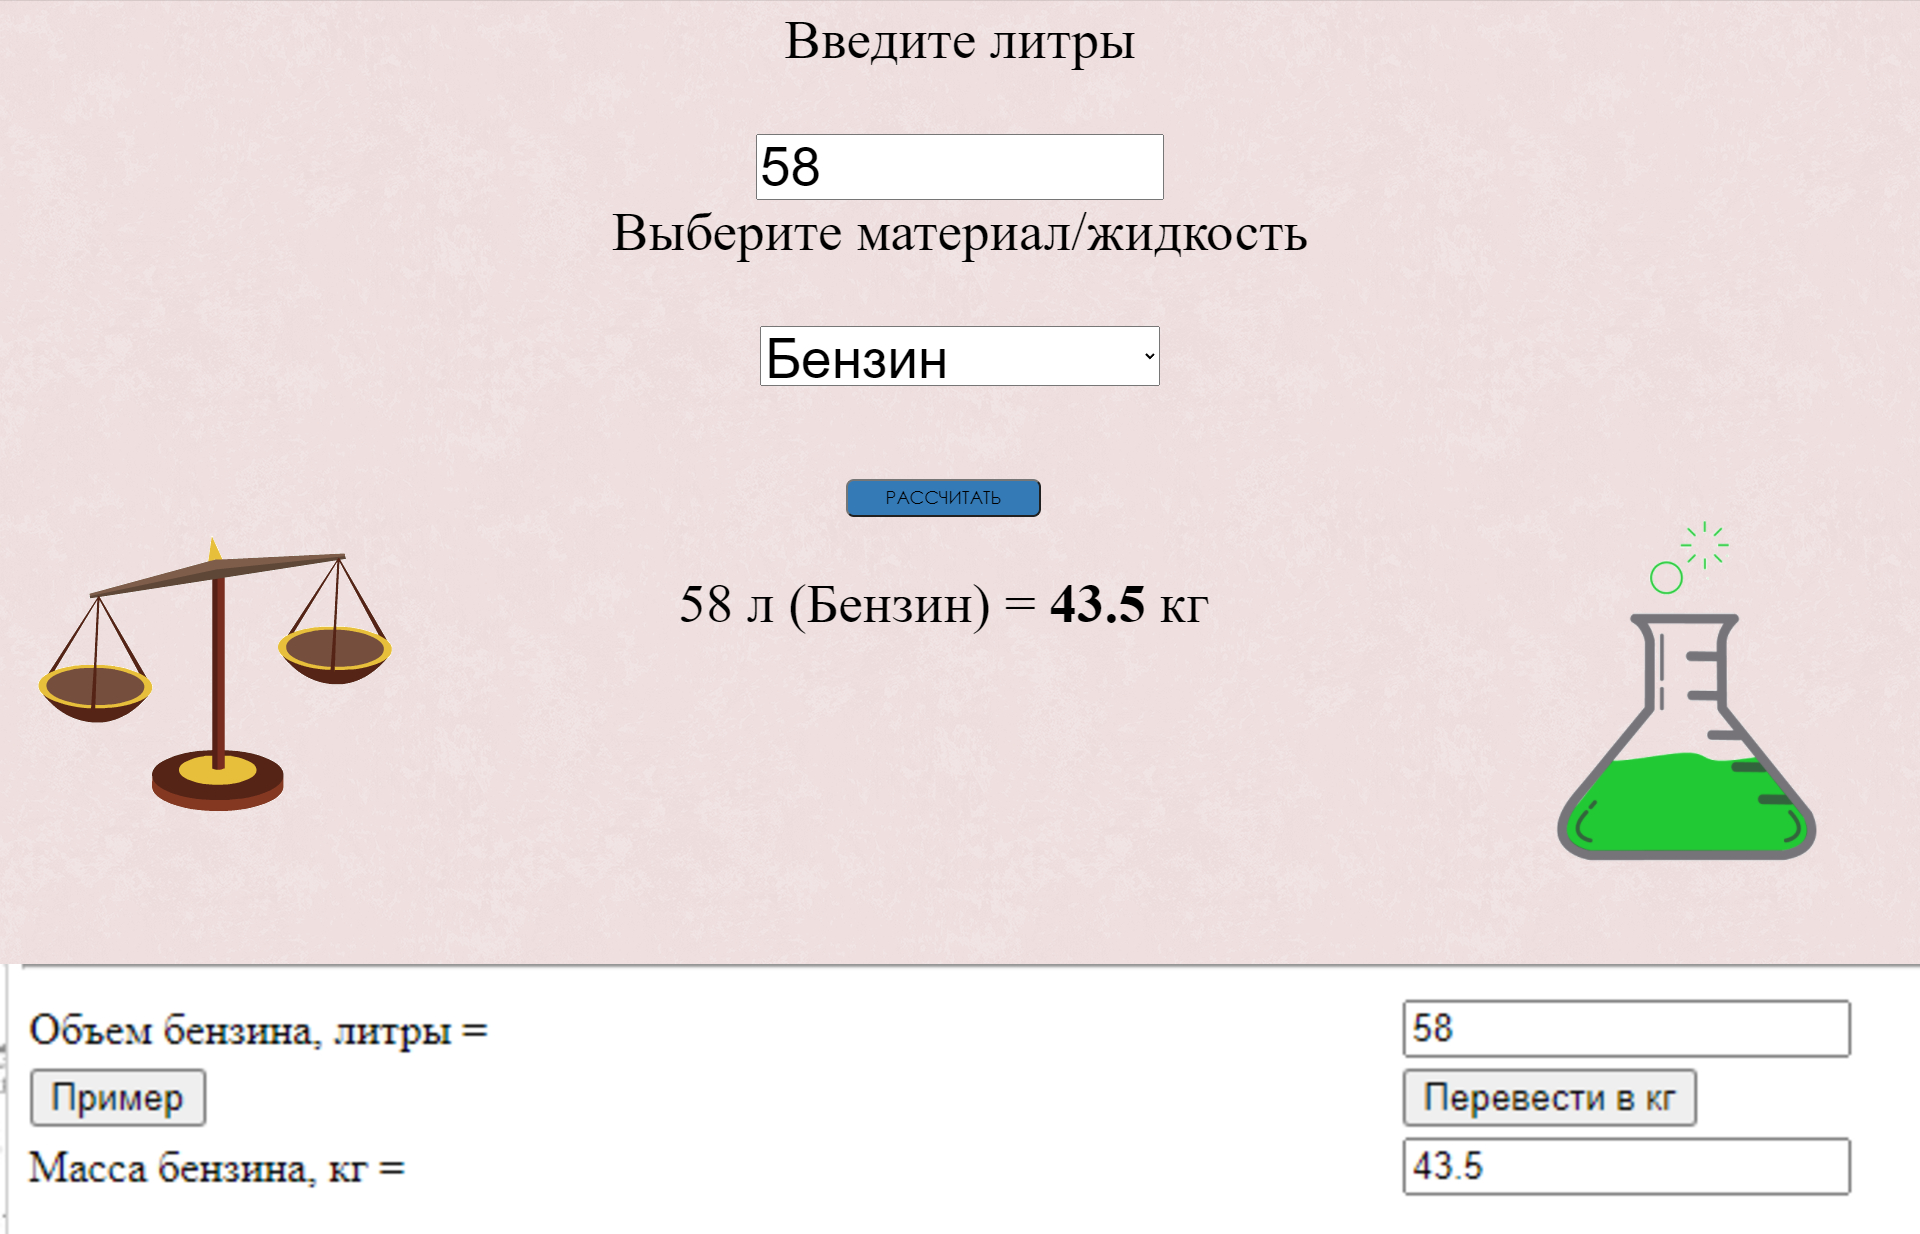 Введите литры
58
Выберите материал/жидкость
Бензин
РАССЧИТАТЬ
58 л (Бензин) = 43.5 кг
Объем бензина, литры =
58
Пример
Перевести в кг
Масса бензина, кг =
43.5